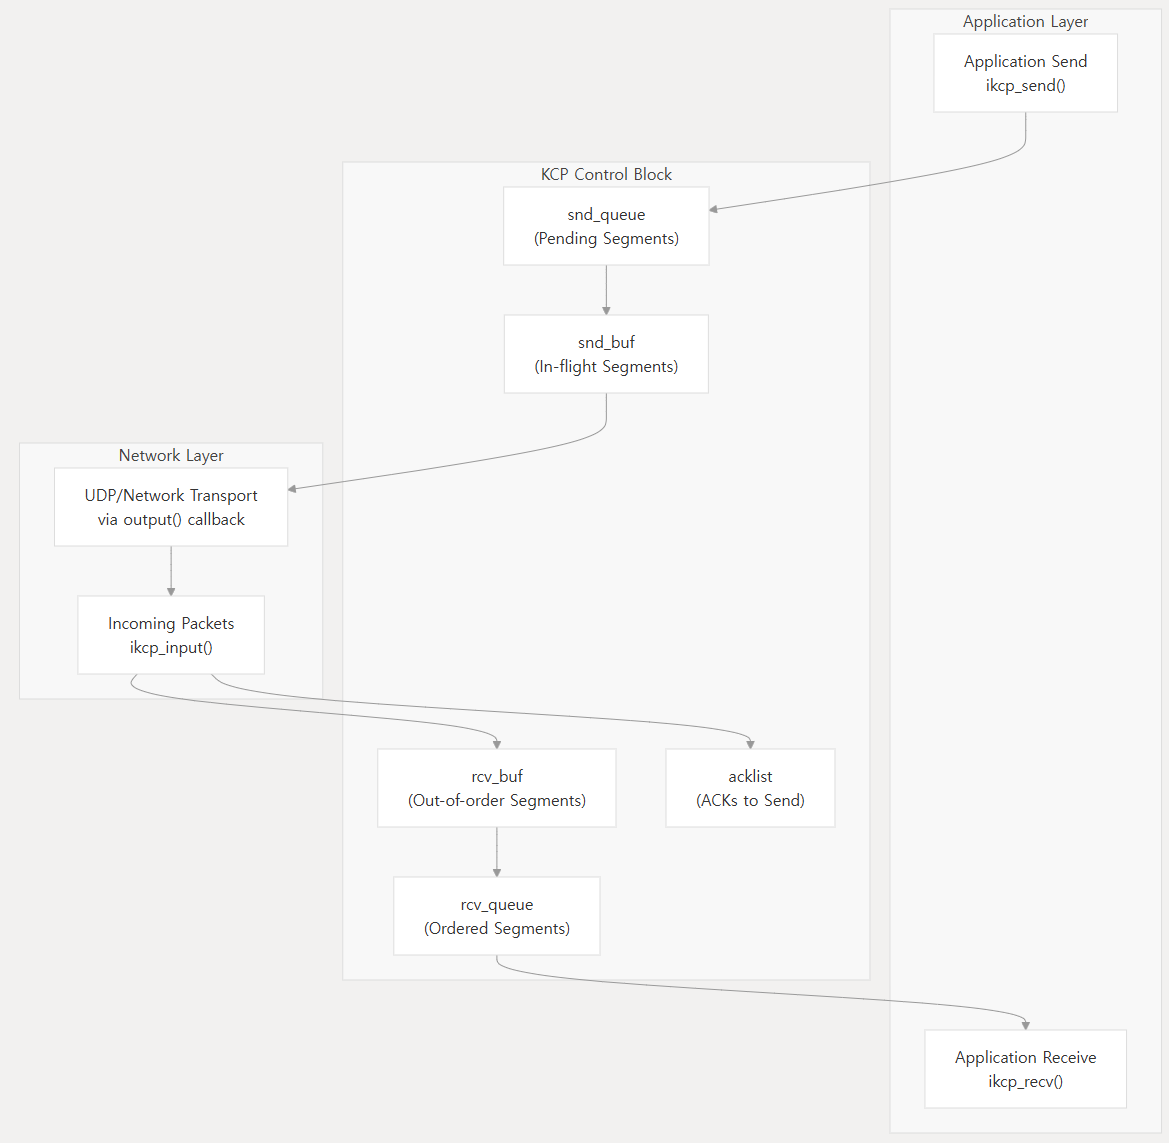 Application Layer
Application Send
ikcp_send()
KCP Control Block
snd_queue
(Pending Segments)
snd_buf
(In-flight Segments)
Network Layer
UDP/Network Transport
via output() callback
Incoming Packets
ikcp_input()
rcv_buf
(Out-of-order Segments)
acklist
(ACKs to Send)
rcv_queue
(Ordered Segments)
Application Receive
ikcp_recv()